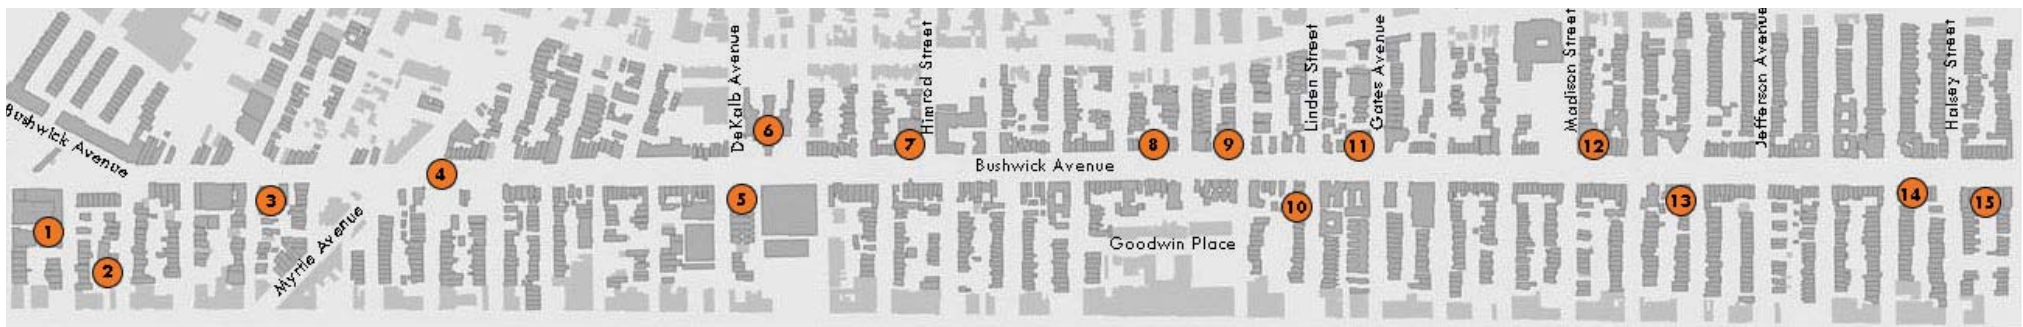 Bushwick Avenue
1
2
3
Myrtle Avenue
4
DeKalb Avenue
5
6
7
Himrod Street
Bushwick Avenue
Goodwin Place
8
9
10
Linden Street
11
Gates Avenue
Madison Street
12
13
Jefferson Avenue
14
Halsey Street
15